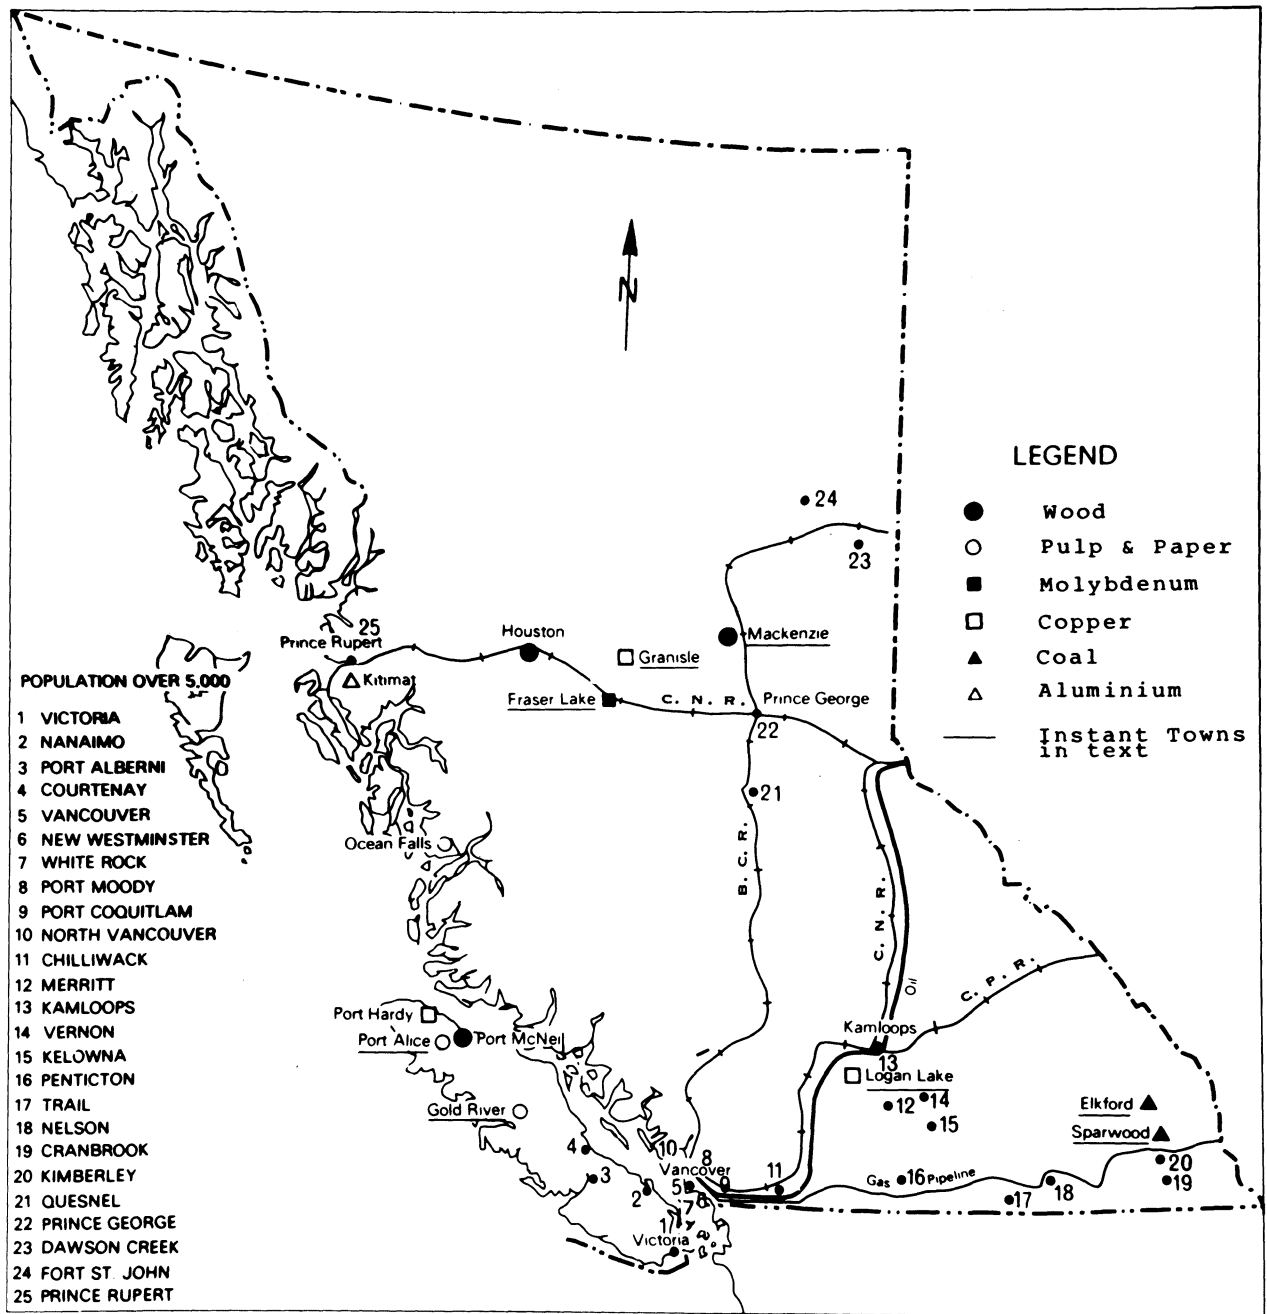 N
LEGEND
Wood
Pulp & Paper
Molybdenum
Copper
Coal
Aluminium
Instant Towns
in text
24
23
25
Prince Rupert
Houston
Mackenzie
Granisle
Kitimat
Fraser Lake
C. N. R.
Prince George
22
21
B. C. R.
C. N. R.
Oil
C. P. R.
Ocean Falls
Port Hardy
Port Alice
Port McNeil
Gold River
Kamloops
13
Logan Lake
12
14
15
Elkford
Sparwood
20
19
Gas
16
Pipeline
17
18
11
10
8
Vancover
5
9
6
7
4
3
2
1
Victoria
POPULATION OVER 5,000
1 VICTORIA
2 NANAIMO
3 PORT ALBERNI
4 COURTENAY
5 VANCOUVER
6 NEW WESTMINSTER
7 WHITE ROCK
8 PORT MOODY
9 PORT COQUITLAM
10 NORTH VANCOUVER
11 CHILLIWACK
12 MERRITT
13 KAMLOOPS
14 VERNON
15 KELOWNA
16 PENTICTON
17 TRAIL
18 NELSON
19 CRANBROOK
20 KIMBERLEY
21 QUESNEL
22 PRINCE GEORGE
23 DAWSON CREEK
24 FORT ST. JOHN
25 PRINCE RUPERT